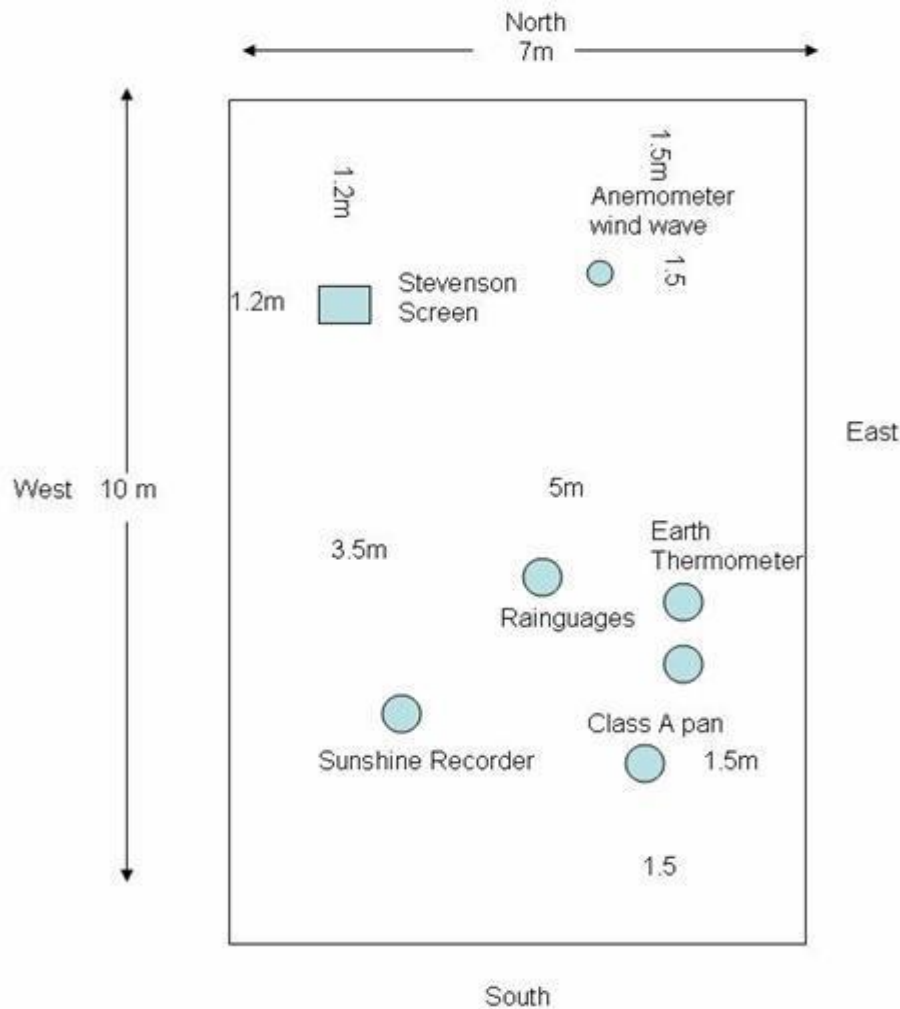 North
7m
1.2m
1.5m
Anemometer
wind wave
1.5
1.2m
Stevenson
Screen
East
West
10 m
5m
3.5m
Earth
Thermometer
Rainguages
Sunshine Recorder
Class A pan
1.5m
1.5
South